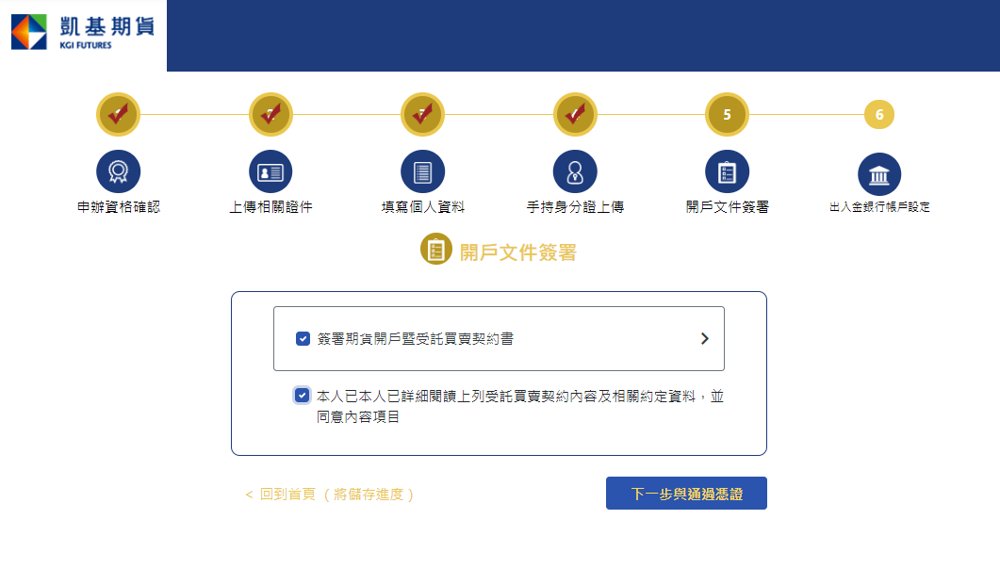 凱基期貨
KGI FUTURES
5
6
申辦資格確認
上傳相關證件
填寫個人資料
手持身分證上傳
開戶文件簽署
出入金銀行帳戶設定
開戶文件簽署
簽署期貨開戶暨受託買賣契約書
本人已本人已詳細閱讀上列受託買賣契約內容及相關約定資料，並
同意內容項目
< 回到首頁（將儲存進度）
下一步與通過憑證